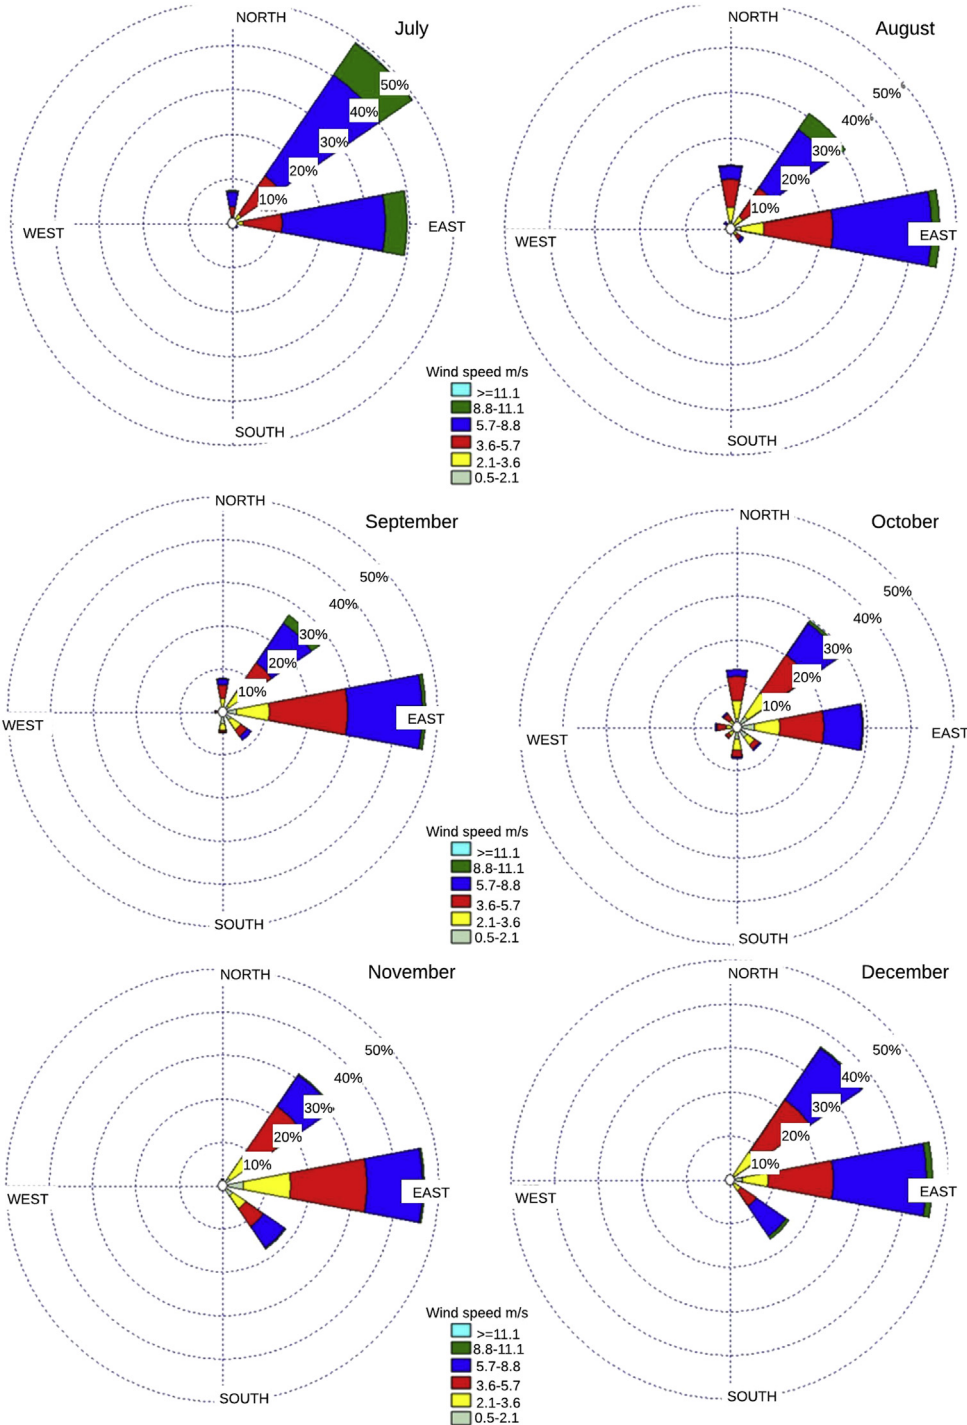 NORTH
July
50%
40%
30%
20%
10%
WEST
EAST
SOUTH
NORTH
August
50%
40%
30%
20%
10%
WEST
EAST
SOUTH
Wind speed m/s
>=11.1
8.8-11.1
5.7-8.8
3.6-5.7
2.1-3.6
0.5-2.1
NORTH
September
50%
40%
30%
20%
10%
WEST
EAST
SOUTH
NORTH
October
50%
40%
30%
20%
10%
WEST
EAST
SOUTH
Wind speed m/s
>=11.1
8.8-11.1
5.7-8.8
3.6-5.7
2.1-3.6
0.5-2.1
NORTH
November
50%
40%
30%
20%
10%
WEST
EAST
SOUTH
NORTH
December
50%
40%
30%
20%
10%
WEST
EAST
SOUTH
Wind speed m/s
>=11.1
8.8-11.1
5.7-8.8
3.6-5.7
2.1-3.6
0.5-2.1